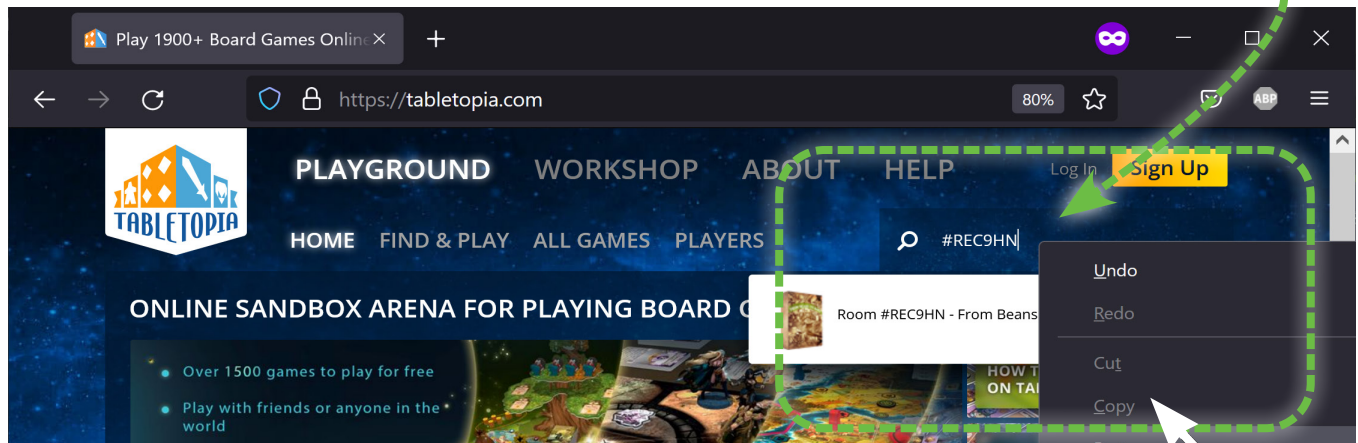 Play 1900+ Board Games Online
https://tabletopia.com
80%
ABP
TABLETOPIA
PLAYGROUND WORKSHOP ABOUT HELP
Log In Sign Up
HOME FIND & PLAY ALL GAMES PLAYERS
#REC9HN
Undo
Redo
Cut
Copy
Room #REC9HN - From Beans
ONLINE SANDBOX ARENA FOR PLAYING BOARD
Over 1500 games to play for free
Play with friends or anyone in the
world
HOW
ON